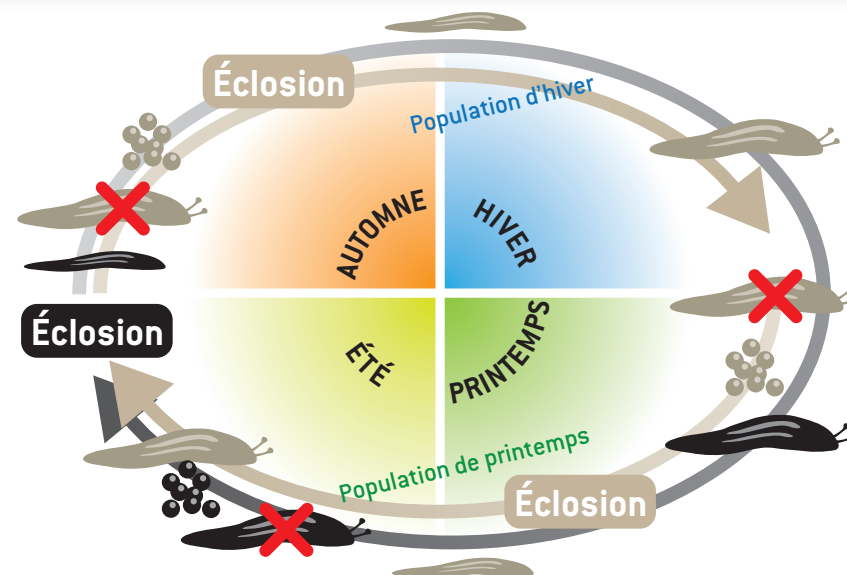 Éclosion
Population d'hiver
AUTOMNE
HIVER
Éclosion
ÉTÉ
PRINTEMPS
Population de printemps
Éclosion